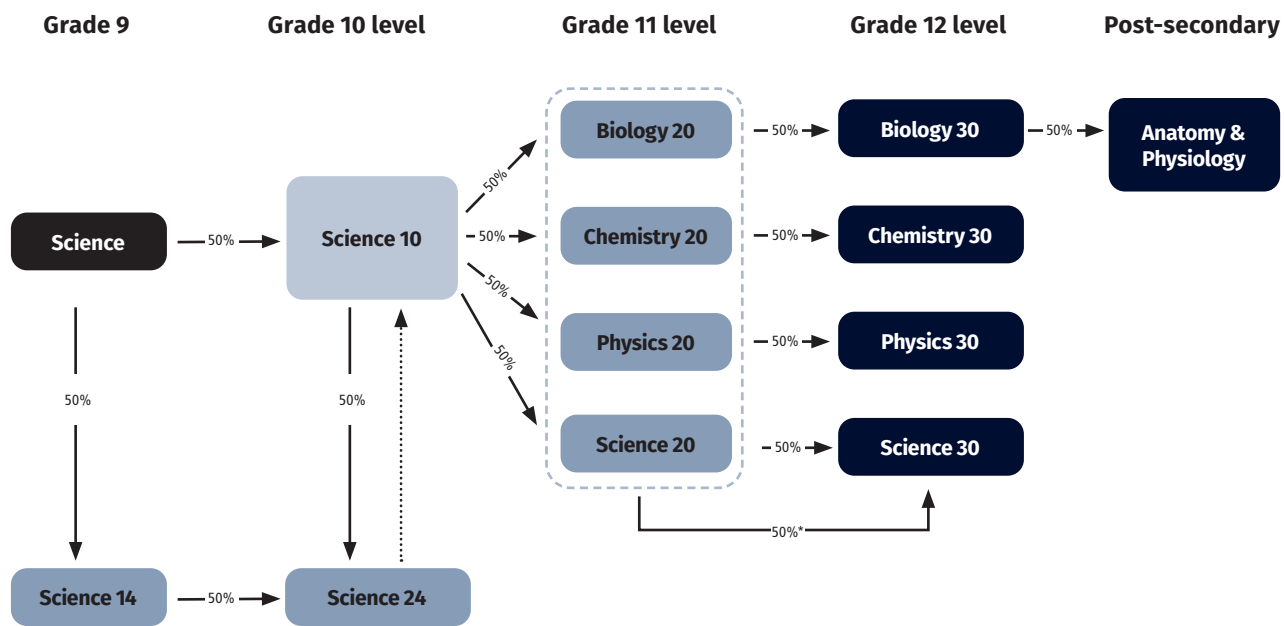 Grade 9
Grade 10 level
Grade 11 level
Grade 12 level
Post-secondary
Biology 20
50%
Biology 30
50%
Anatomy &
Physiology
50%
Science
50%
Science 10
50%
Chemistry 20
50%
Chemistry 30
50%
Physics 20
50%
Physics 30
50%
50%
50%
Science 20
50%
Science 30
50%*
Science 14
50%
Science 24